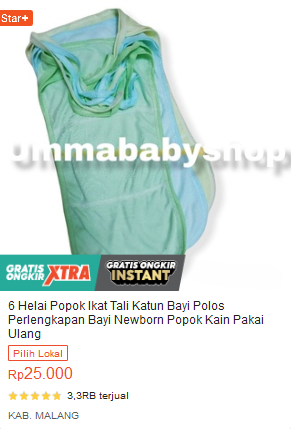 Star+
ummababyshop
GRATIS ONGKIR XTRA
GRATIS ONGKIR INSTANT
6 Helai Popok Ikat Tali Katun Bayi Polos
Perlengkapan Bayi Newborn Popok Kain Pakai
Ulang
Pilih Lokal
Rp25.000
3,3RB terjual
KAB. MALANG